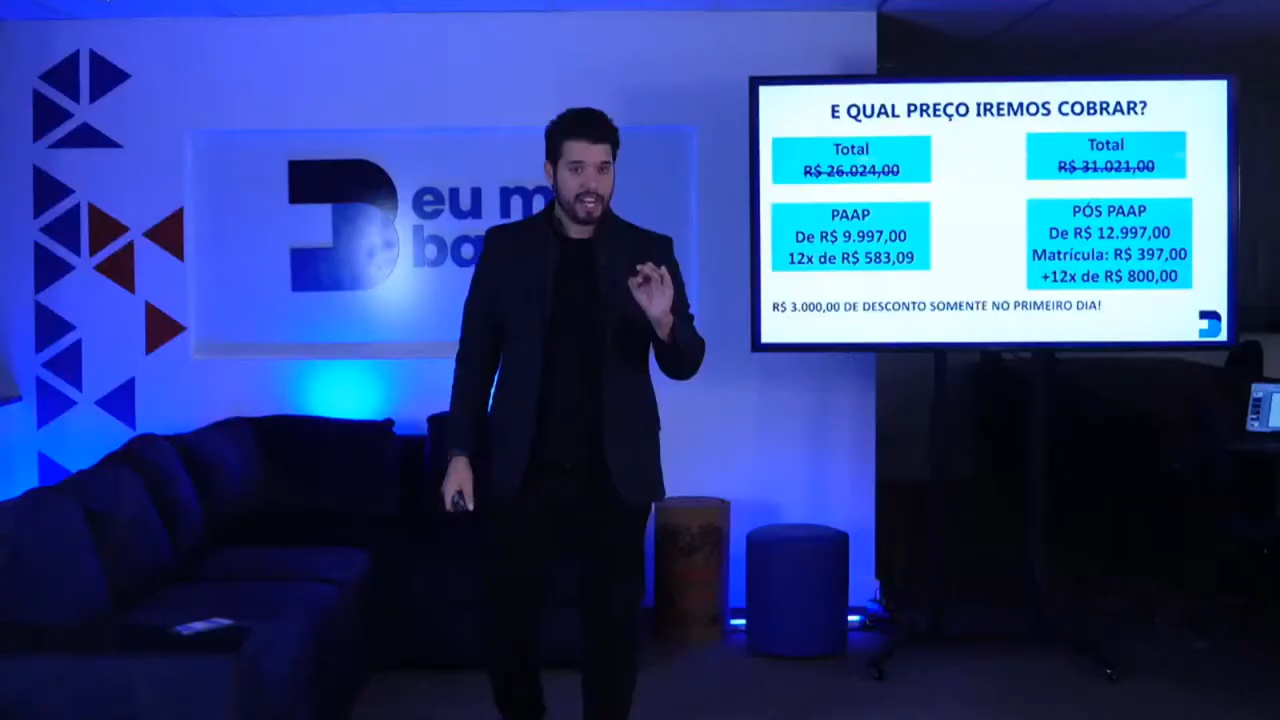 eu m
ba
E QUAL PREÇO IREMOS COBRAR?
Total
R$ 26.024,00
PAAP
De R$ 9.997,00
12x de R$ 583,09
Total
R$ 31.021,00
PÓS PAAP
De R$ 12.997,00
Matrícula: R$ 397,00
+12x de R$ 800,00
R$ 3.000,00 DE DESCONTO SOMENTE NO PRIMEIRO DIA!